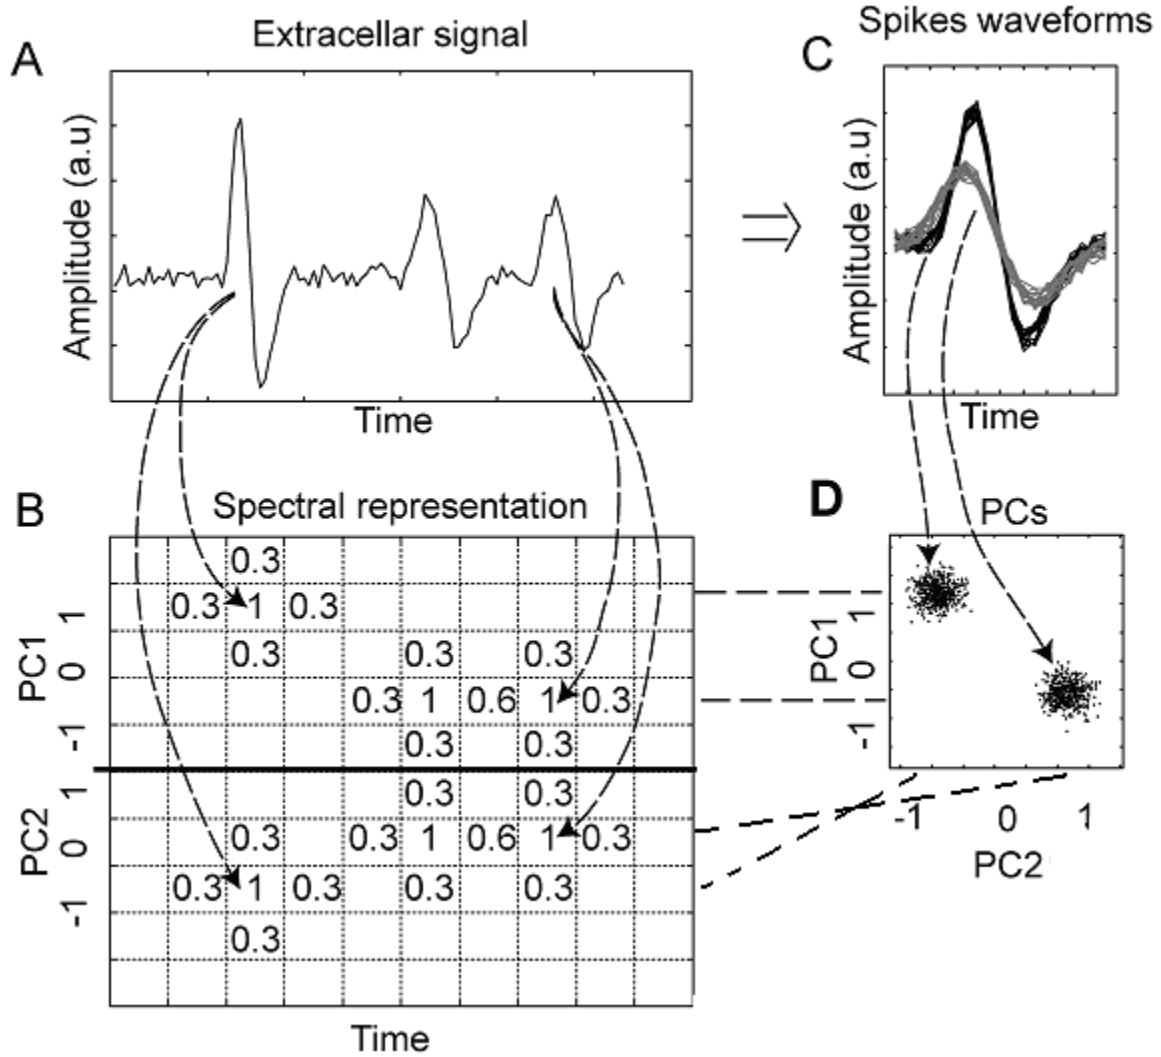 A
Extracellar signal
Amplitude (a.u)
Time
C
Spikes waveforms
Amplitude (a.u)
Time
B
Spectral representation
PC1
1
0
-1
0.3
0.3 1 0.3
0.3 0.3 0.3
0.3 1 0.6 1 0.3
0.3 0.3
PC2
1
0
-1
0.3 0.3
0.3 0.3 1 0.6 1 0.3
0.3 1 0.3 0.3 0.3
0.3
Time
D
PCs
PC1
1
0
-1
-1 0 1
PC2